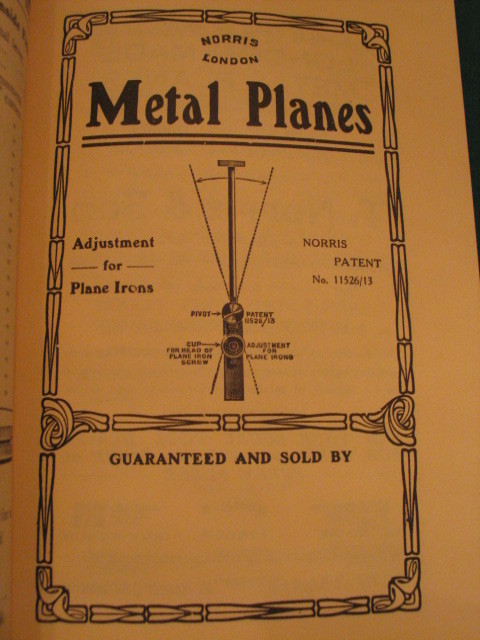 NORRIS
LONDON
Metal Planes
Adjustment
for
Plane Irons
NORRIS
PATENT
No. 11526/13
PIVOT
PATENT
11526/13
CUP
FOR HEAD OF
PLANE IRON
SCREW
ADJUSTMENT
FOR
PLANE IRONS
GUARANTEED AND SOLD BY